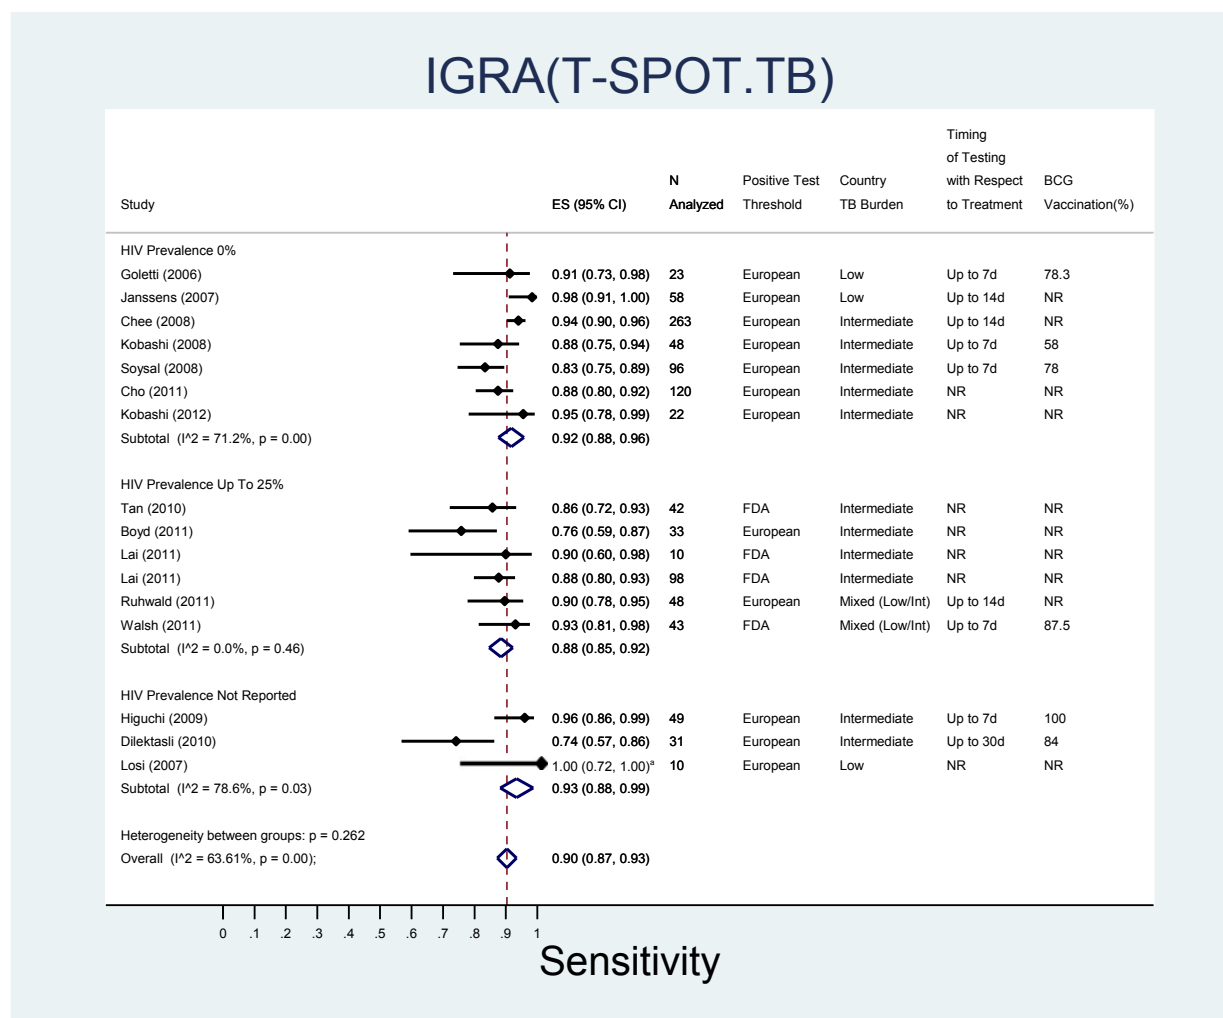 IGRA(T-SPOT.TB)
Timing
of Testing
N Positive Test Country with Respect BCG
Study ES (95% CI) Analyzed Threshold TB Burden to Treatment Vaccination(%)
HIV Prevalence 0%
Goletti (2006) 0.91 (0.73, 0.98) 23 European Low Up to 7d 78.3
Janssens (2007) 0.98 (0.91, 1.00) 58 European Low Up to 14d NR
Chee (2008) 0.94 (0.90, 0.96) 263 European Intermediate Up to 14d NR
Kobashi (2008) 0.88 (0.75, 0.94) 48 European Intermediate Up to 7d 58
Soysal (2008) 0.83 (0.75, 0.89) 96 European Intermediate Up to 7d 78
Cho (2011) 0.88 (0.80, 0.92) 120 European Intermediate NR NR
Kobashi (2012) 0.95 (0.78, 0.99) 22 European Intermediate NR NR
Subtotal (I^2 = 71.2%, p = 0.00) 0.92 (0.88, 0.96)
HIV Prevalence Up To 25%
Tan (2010) 0.86 (0.72, 0.93) 42 FDA Intermediate NR NR
Boyd (2011) 0.76 (0.59, 0.87) 33 European Intermediate NR NR
Lai (2011) 0.90 (0.60, 0.98) 10 FDA Intermediate NR NR
Lai (2011) 0.88 (0.80, 0.93) 98 FDA Intermediate NR NR
Ruhwald (2011) 0.90 (0.78, 0.95) 48 European Mixed (Low/Int) Up to 14d NR
Walsh (2011) 0.93 (0.81, 0.98) 43 FDA Mixed (Low/Int) Up to 7d 87.5
Subtotal (I^2 = 0.0%, p = 0.46) 0.88 (0.85, 0.92)
HIV Prevalence Not Reported
Higuchi (2009) 0.96 (0.86, 0.99) 49 European Intermediate Up to 7d 100
Dilektasli (2010) 0.74 (0.57, 0.86) 31 European Intermediate Up to 30d 84
Losi (2007) 1.00 (0.72, 1.00)ᵃ 10 European Low NR NR
Subtotal (I^2 = 78.6%, p = 0.03) 0.93 (0.88, 0.99)
Heterogeneity between groups: p = 0.262
Overall (I^2 = 63.61%, p = 0.00); 0.90 (0.87, 0.93)
0 .1 .2 .3 .4 .5 .6 .7 .8 .9 1
Sensitivity